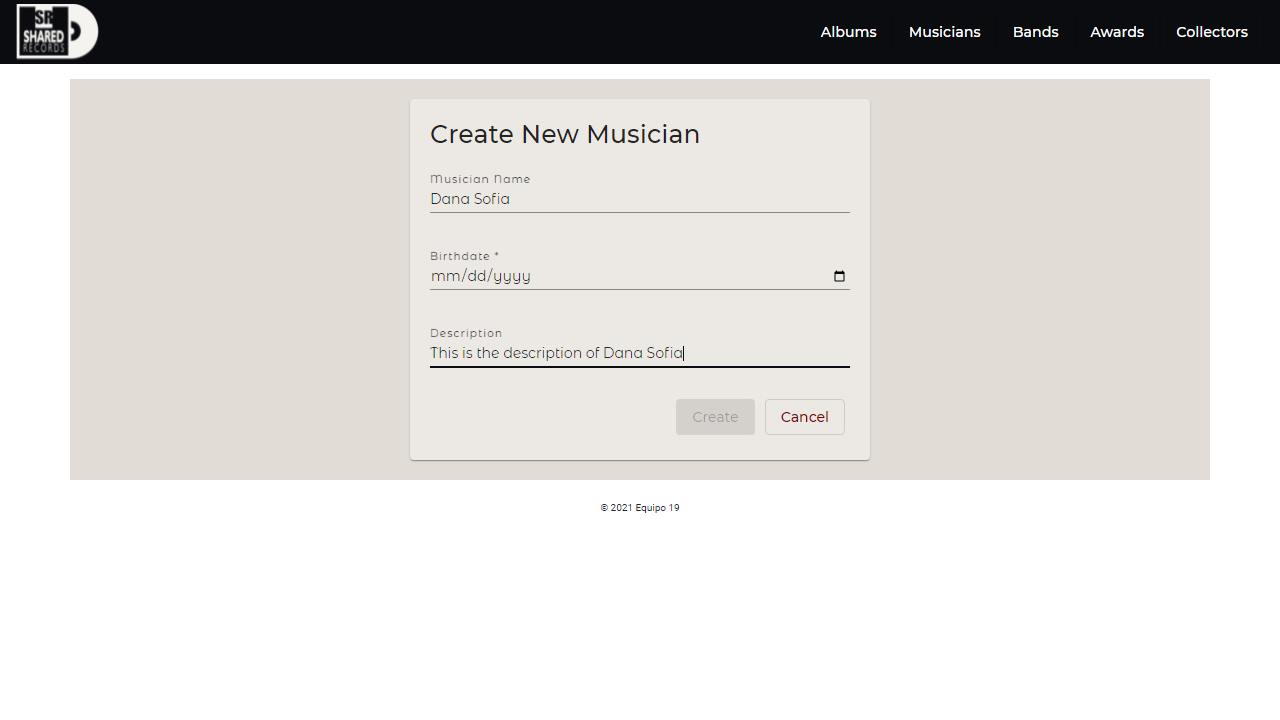 SR
SHARED
RECORDS
Albums
Musicians
Bands
Awards
Collectors
Create New Musician
Musician Name
Dana Sofia
Birthdate *
mm/dd/yyyy
Description
This is the description of Dana Sofia
Create
Cancel
© 2021 Equipo 19